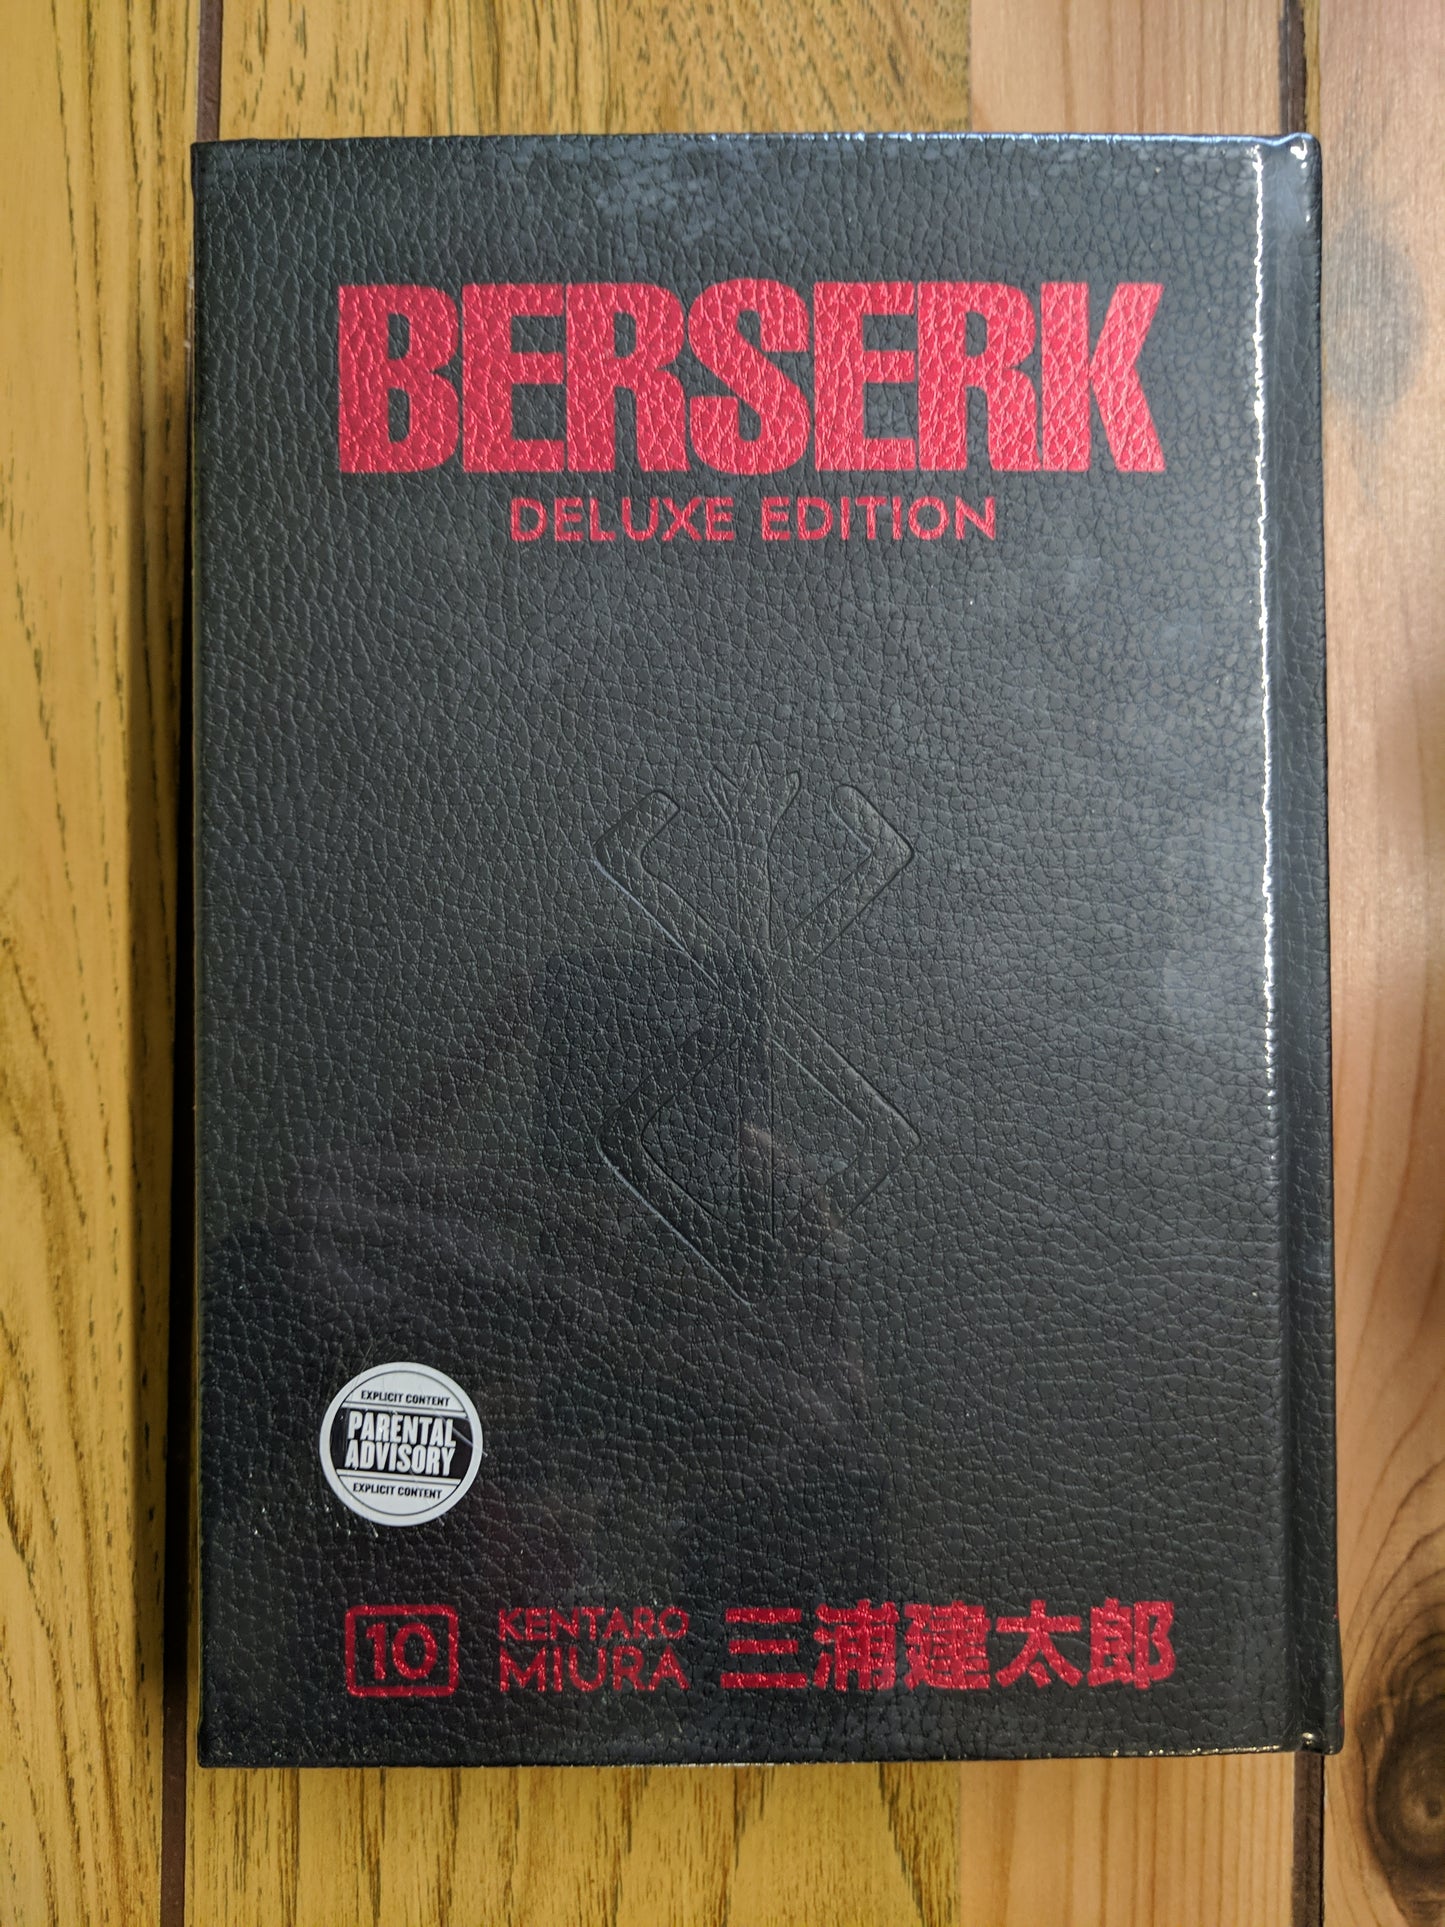 BERSERK
DELUXE EDITION
EXPLICIT CONTENT
PARENTAL
ADVISORY
EXPLICIT CONTENT
10
KENTARO
MIURA
三浦建太郎